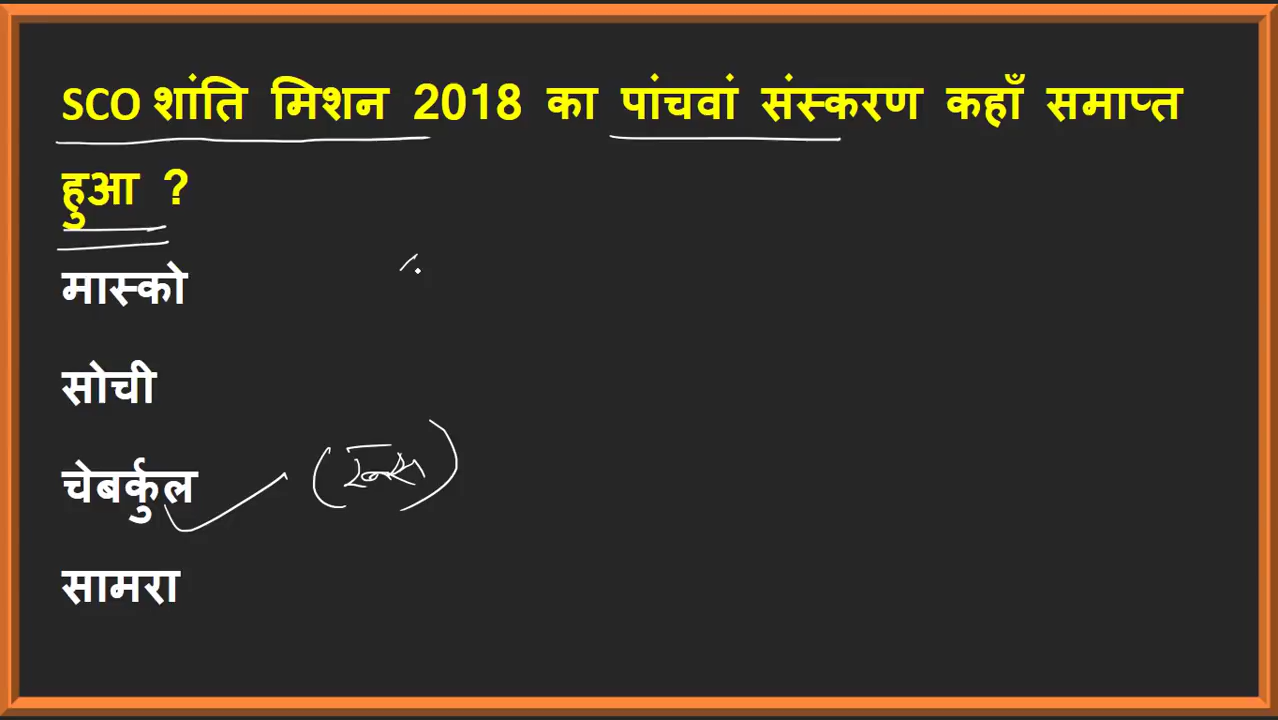 SCO शांति मिशन 2018 का पांचवां संस्करण कहाँ समाप्त
हुआ ?
मास्को
सोची
चेबर्कुल
सामरा